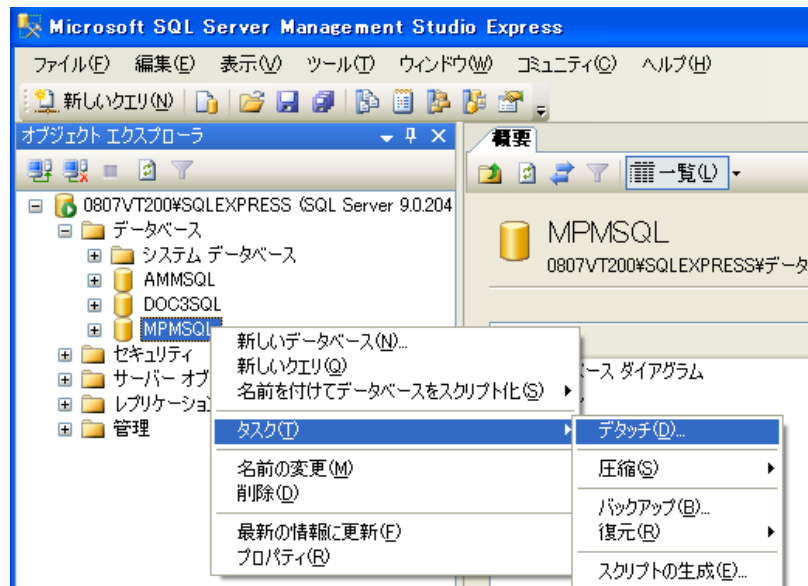 Microsoft SQL Server Management Studio Express
ファイル(F) 編集(E) 表示(V) ツール(T) ウィンドウ(W) コミュニティ(C) ヘルプ(H)
新しいクエリ(N)
オブジェクト エクスプローラ
概要
一覧(L)
0807VT200¥SQLEXPRESS (SQL Server 9.0.204
データベース
システム データベース
AMMSQL
DOC3SQL
MPMSQL
セキュリティ
サーバー オブ
レプリケーション
管理
MPMSQL
0807VT200¥SQLEXPRESS¥データ
ース ダイアグラム
新しいデータベース(N)...
新しいクエリ(Q)
名前を付けてデータベースをスクリプト化(S)
タスク(T)
名前の変更(M)
削除(D)
最新の情報に更新(F)
プロパティ(R)
デタッチ(D)...
圧縮(S)
バックアップ(B)...
復元(R)
スクリプトの生成(E)...